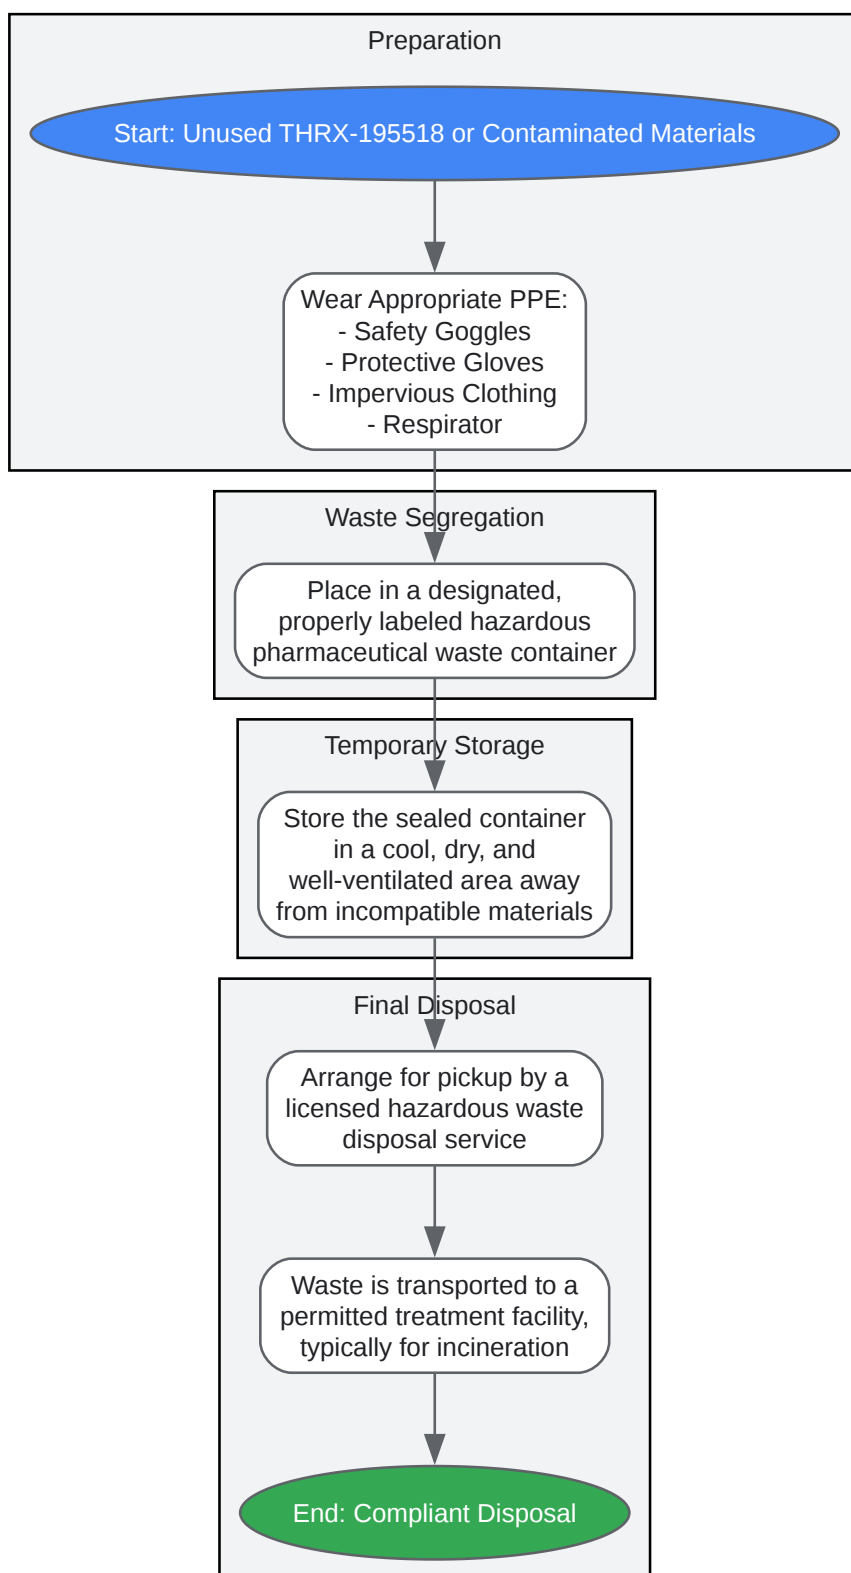 Preparation
Start: Unused THRX-195518 or Contaminated Materials
Wear Appropriate PPE:
- Safety Goggles
- Protective Gloves
- Impervious Clothing
- Respirator
Waste Segregation
Place in a designated,
properly labeled hazardous
pharmaceutical waste container
Temporary Storage
Store the sealed container
in a cool, dry, and
well-ventilated area away
from incompatible materials
Final Disposal
Arrange for pickup by a
licensed hazardous waste
disposal service
Waste is transported to a
permitted treatment facility,
typically for incineration
End: Compliant Disposal